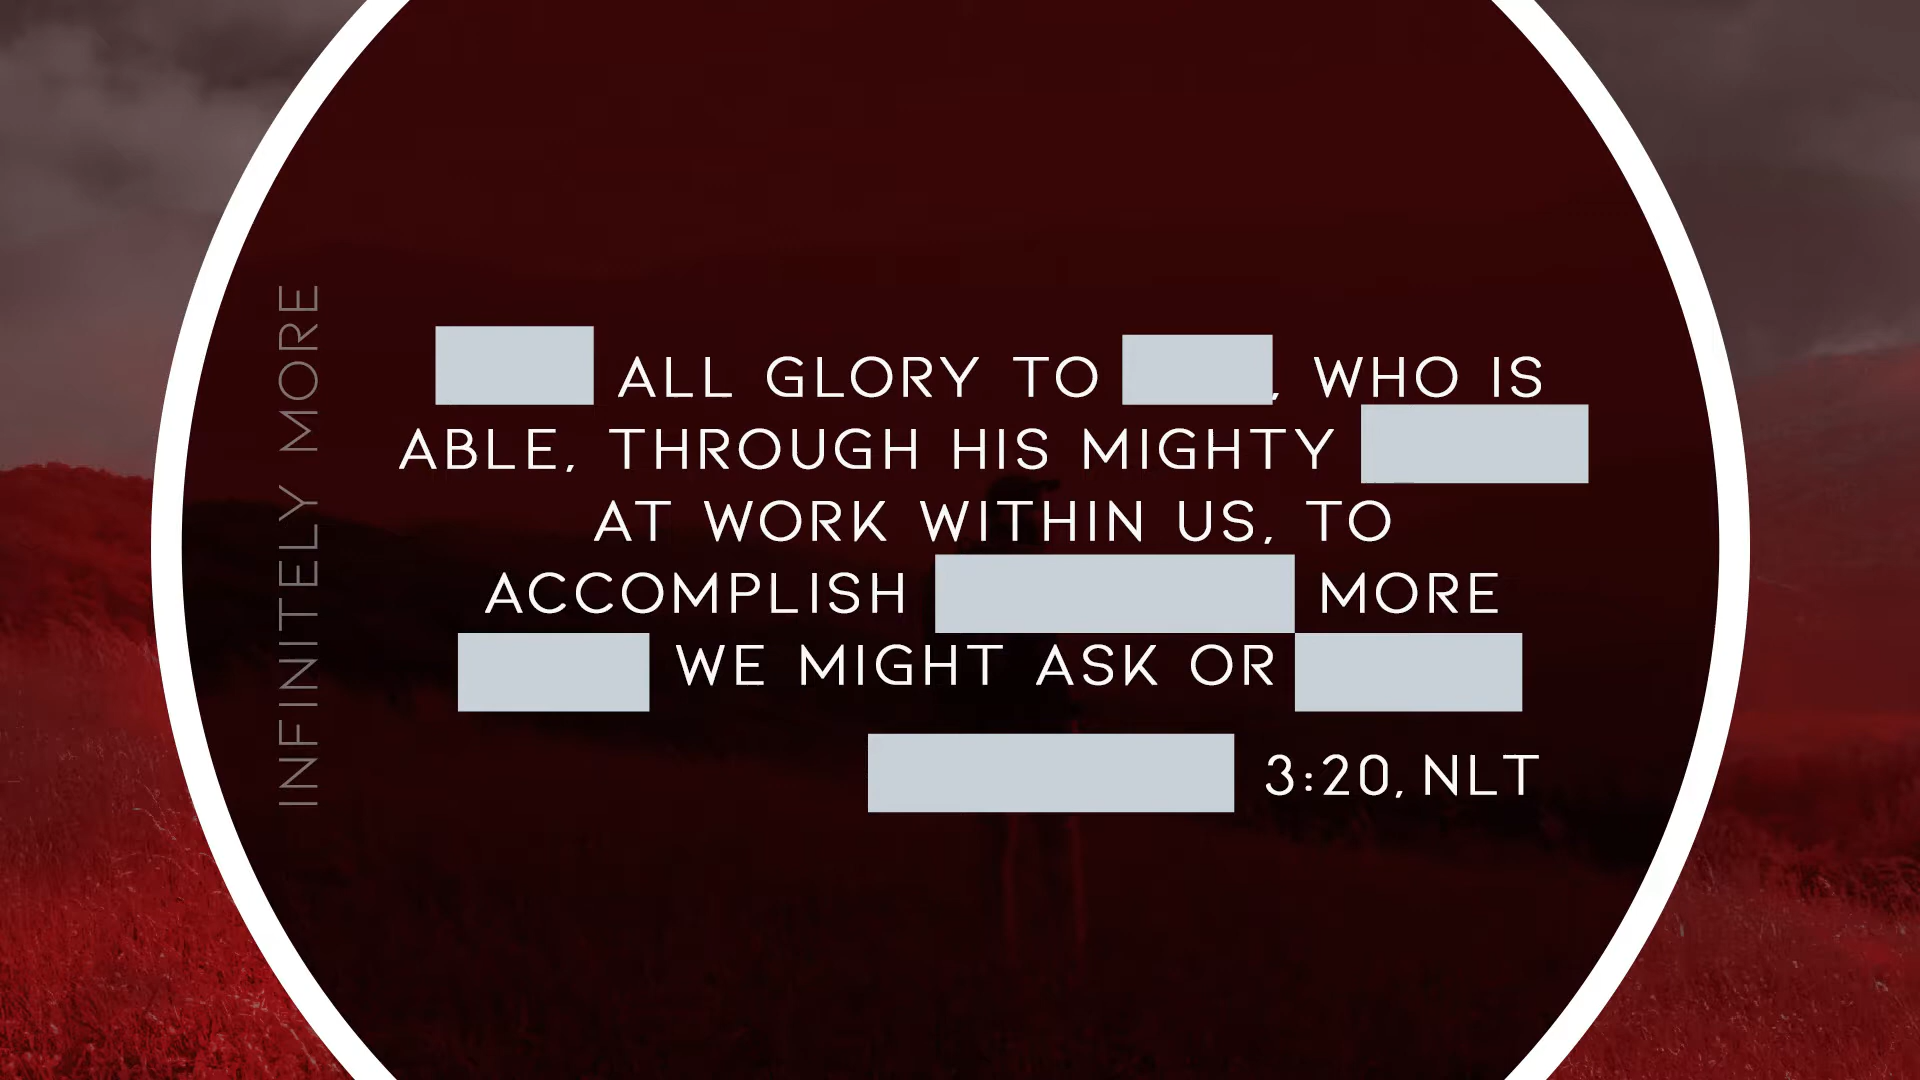 INFINITELY MORE
ALL GLORY TO , WHO IS
ABLE, THROUGH HIS MIGHTY
AT WORK WITHIN US, TO
ACCOMPLISH MORE
WE MIGHT ASK OR
3:20, NLT